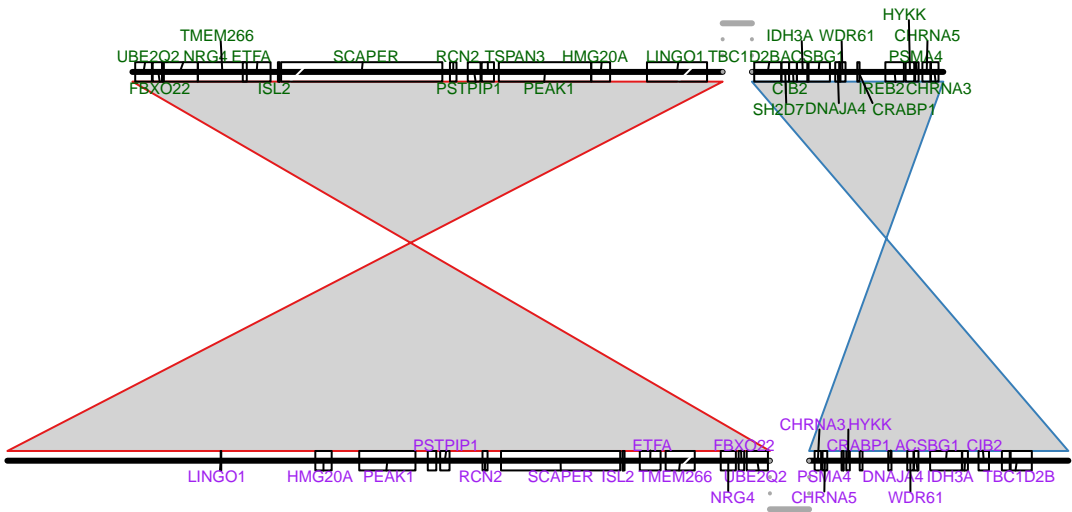 HYKK
TMEM266 IDH3A WDR61 CHRNA5
UBE2Q2 NRG4 ETFA SCAPER RCN2 TSPAN3 HMG20A LINGO1 TBC1D2B ACSBG1 PSMA4
FBXO22 ISL2 PSTPIP1 PEAK1 CIB2 IREB2 CHRNA3
SH2D7 DNAJA4 CRABP1
CHRNA3 HYKK
PSTPIP1 ETFA FBXO22 CRABP1 ACSBG1 CIB2
LINGO1 HMG20A PEAK1 RCN2 SCAPER ISL2 TMEM266 UBE2Q2 PSMA4 DNAJA4 IDH3A TBC1D2B
NRG4 CHRNA5 WDR61